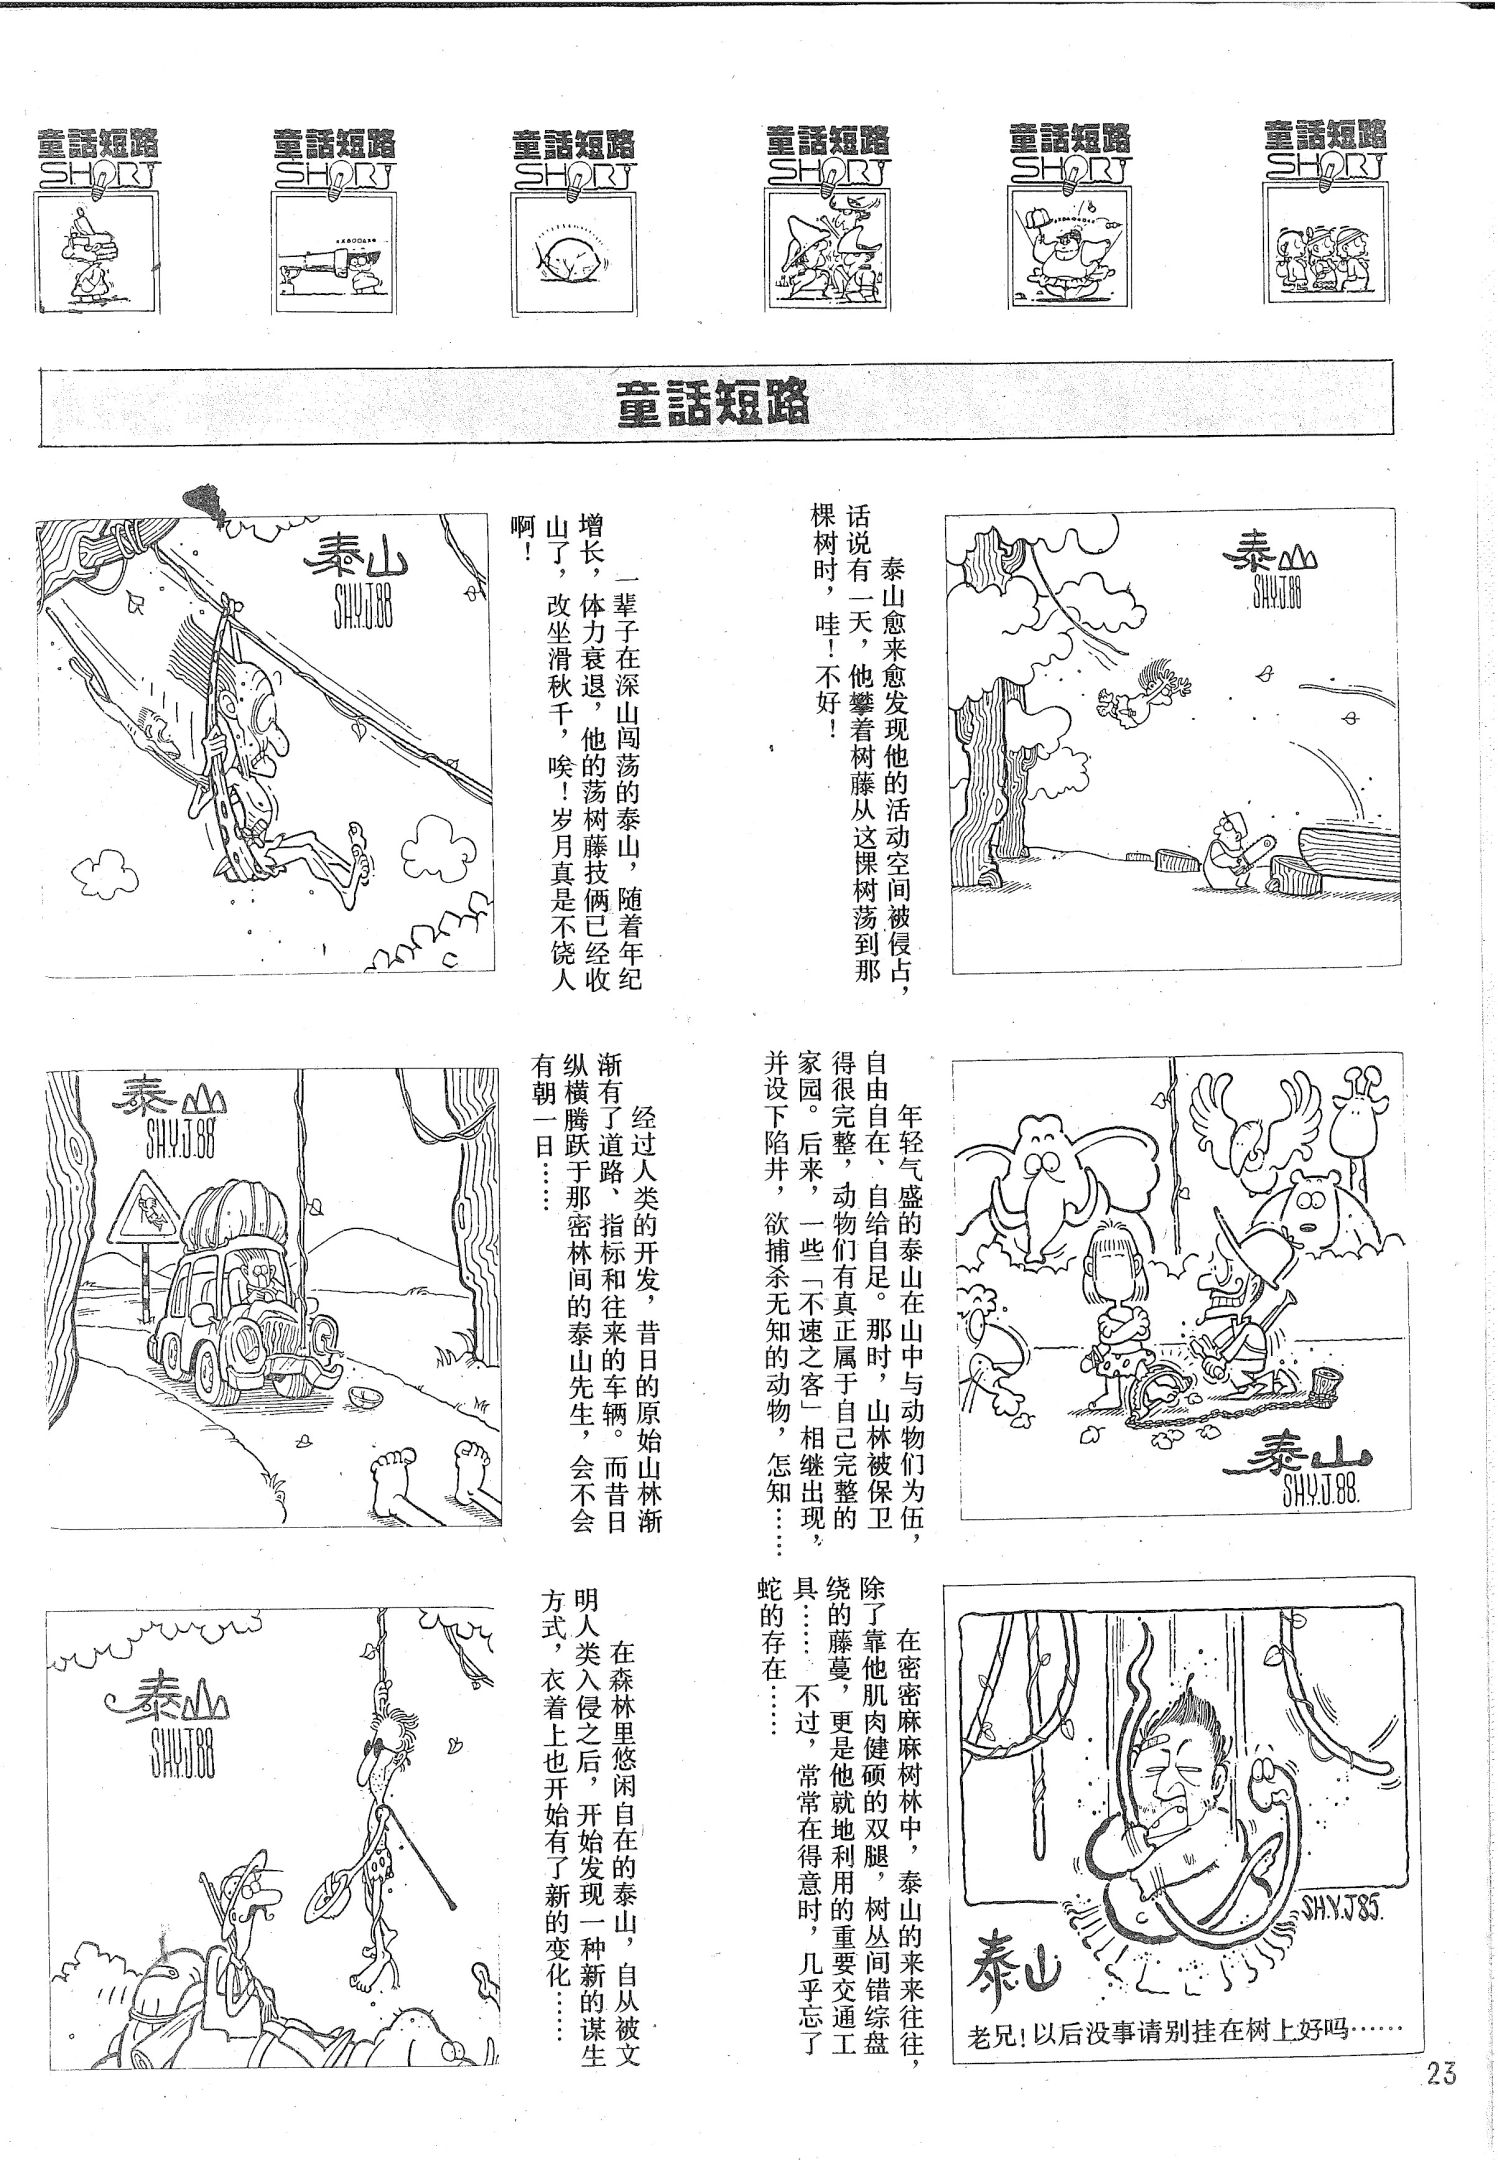 童話短路
SHORT
童話短路
SHORT
童話短路
SHORT
童話短路
SHORT
童話短路
SHORT
童話短路
SHORT
童話短路
泰山
SH.Y.J.88
泰山愈来愈发现他的活动空间被侵占，
话说有一天，他攀着树藤从这棵树荡到那
棵树时，哇！不好！
泰山
SH.Y.J.88
一辈子在深山闯荡的泰山，随着年纪
增长，体力衰退，他的荡树藤技俩已经收
山了，改坐滑秋千，唉！岁月真是不饶人
啊！
泰山
SH.Y.J.88.
年轻气盛的泰山在山中与动物们为伍，
自由自在、自给自足。那时，山林被保卫
得很完整，动物们有真正属于自己完整的
家园。后来，一些「不速之客」相继出现，
并设下陷井，欲捕杀无知的动物，怎知……
泰山
SH.Y.J.88
经过人类的开发，昔日的原始山林渐
渐有了道路、指标和往来的车辆。而昔日
纵横腾跃于那密林间的泰山先生，会不会
有朝一日……
SH.Y.J85.
泰山
老兄！以后没事请别挂在树上好吗……
在密密麻麻树林中，泰山的来来往往，
除了靠他肌肉健硕的双腿，树丛间错综盘
绕的藤蔓，更是他就地利用的重要交通工
具……不过，常常在得意时，几乎忘了
蛇的存在……
泰山
SH.Y.J.88
在森林里悠闲自在的泰山，自从被文
明人类入侵之后，开始发现一种新的谋生
方式，衣着上也开始有了新的变化……
23